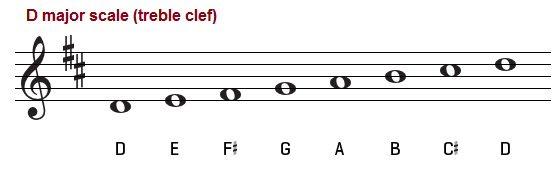 D major scale (treble clef)
D E F♯ G A B C♯ D